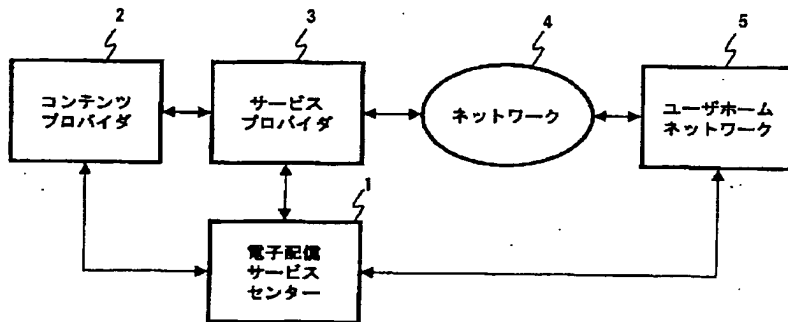 2
3
4
5
コンテンツ
プロバイダ
サービス
プロバイダ
ネットワーク
ユーザホーム
ネットワーク
1
電子配信
サービス
センター